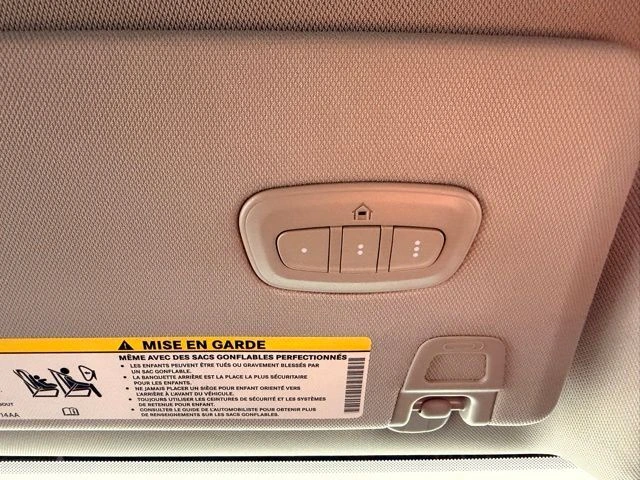 MISE EN GARDE
MÊME AVEC DES SACS GONFLABLES PERFECTIONNÉS
• LES ENFANTS PEUVENT ÊTRE TUÉS OU GRAVEMENT BLESSÉS PAR
UN SAC GONFLABLE.
• LA BANQUETTE ARRIÈRE EST LA PLACE LA PLUS SÉCURITAIRE
POUR LES ENFANTS.
• NE JAMAIS PLACER UN SIÈGE POUR ENFANT ORIENTÉ VERS
L'ARRIÈRE À L'AVANT DU VÉHICULE.
• TOUJOURS UTILISER LES CEINTURES DE SÉCURITÉ ET LES SYSTÈMES
DE RETENUE POUR ENFANT.
• CONSULTER LE GUIDE DE L'AUTOMOBILISTE POUR OBTENIR PLUS
DE RENSEIGNEMENTS SUR LES SACS GONFLABLES.
OUT
14AA